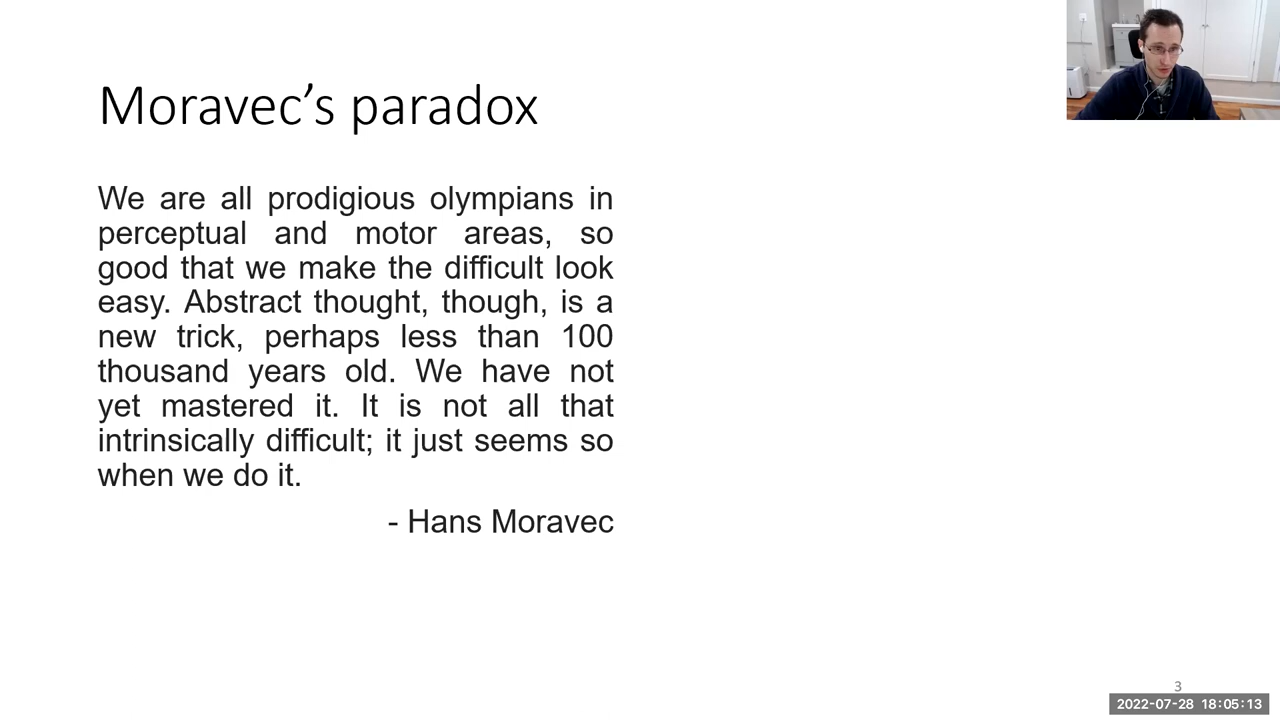 Moravec’s paradox
We are all prodigious olympians in
perceptual and motor areas, so
good that we make the difficult look
easy. Abstract thought, though, is a
new trick, perhaps less than 100
thousand years old. We have not
yet mastered it. It is not all that
intrinsically difficult; it just seems so
when we do it.
- Hans Moravec
3
2022-07-28 18:05:13